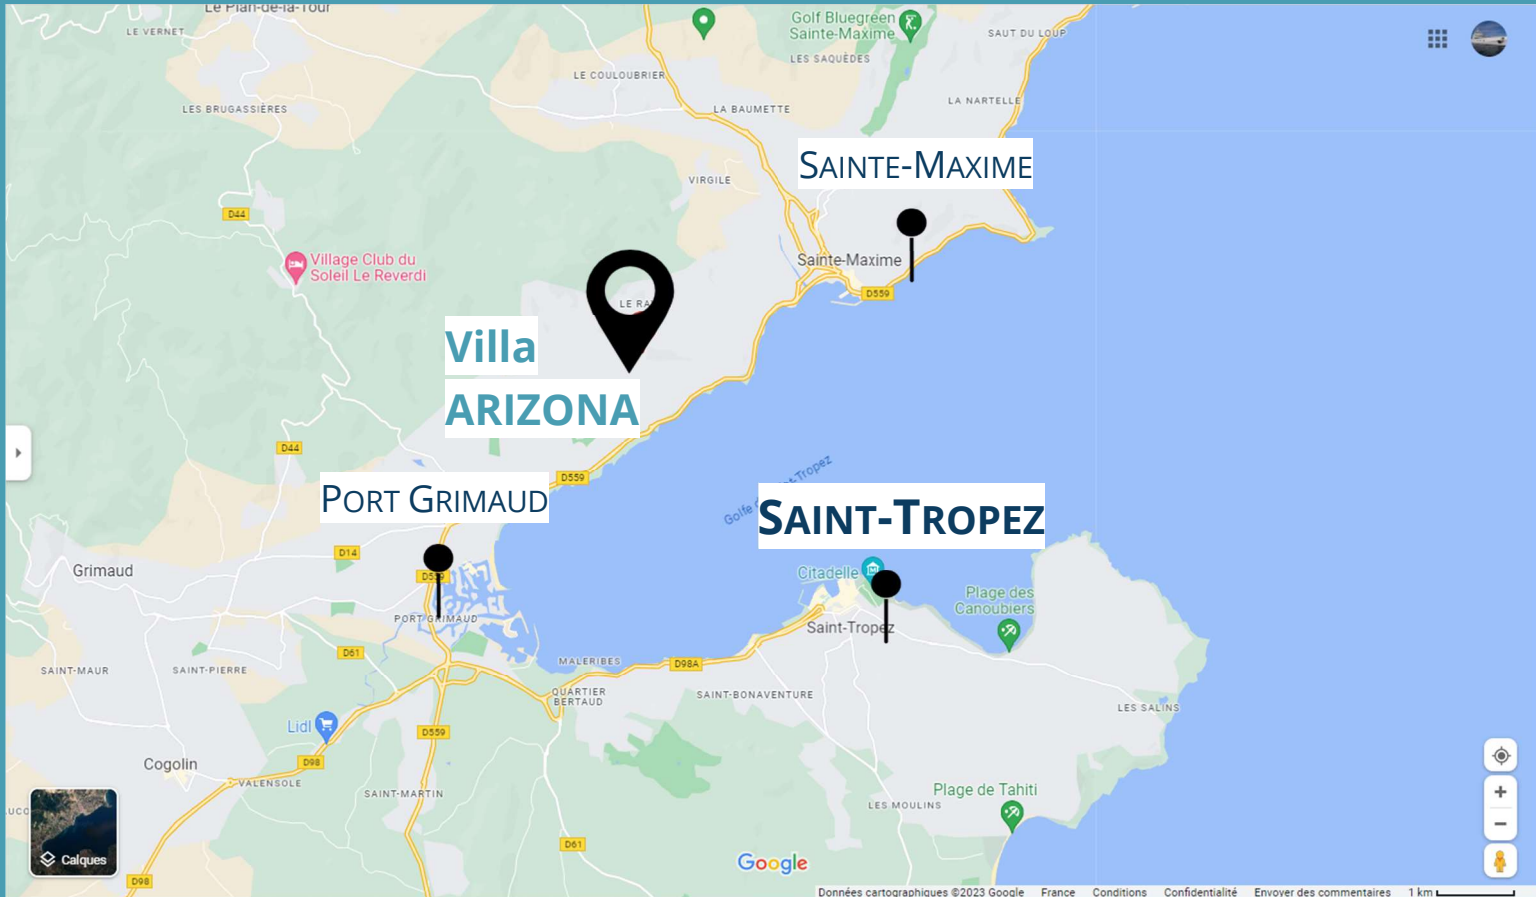 Le Plan-de-la-Tour
LE VERNET
Golf Bluegreen
Sainte-Maxime
SAUT DU LOUP
LES SAQUÈDES
LE COULOUBRIER
LES BRUGASSIÈRES
LA BAUMETTE
LA NARTELLE
SAINTE-MAXIME
VIRGILE
D44
Village Club du
Soleil Le Reverdi
Sainte-Maxime
D559
LE RA
Villa
ARIZONA
D44
D559
PORT GRIMAUD
Golfe
t-Tropez
SAINT-TROPEZ
D14
Grimaud
D559
Citadelle
Plage des
Canoubiers
PORT GRIMAUD
Saint-Tropez
D61
SAINT-MAUR
SAINT-PIERRE
MALERIBES
D98A
QUARTIER
BERTAUD
SAINT-BONAVENTURE
LES SALINS
Lidl
D559
D98
Cogolin
VALENSOLE
SAINT-MARTIN
Plage de Tahiti
LES MOULINS
UCO
D61
Calques
Google
D98
Données cartographiques ©2023 Google France Conditions Confidentialité Envoyer des commentaires 1 km